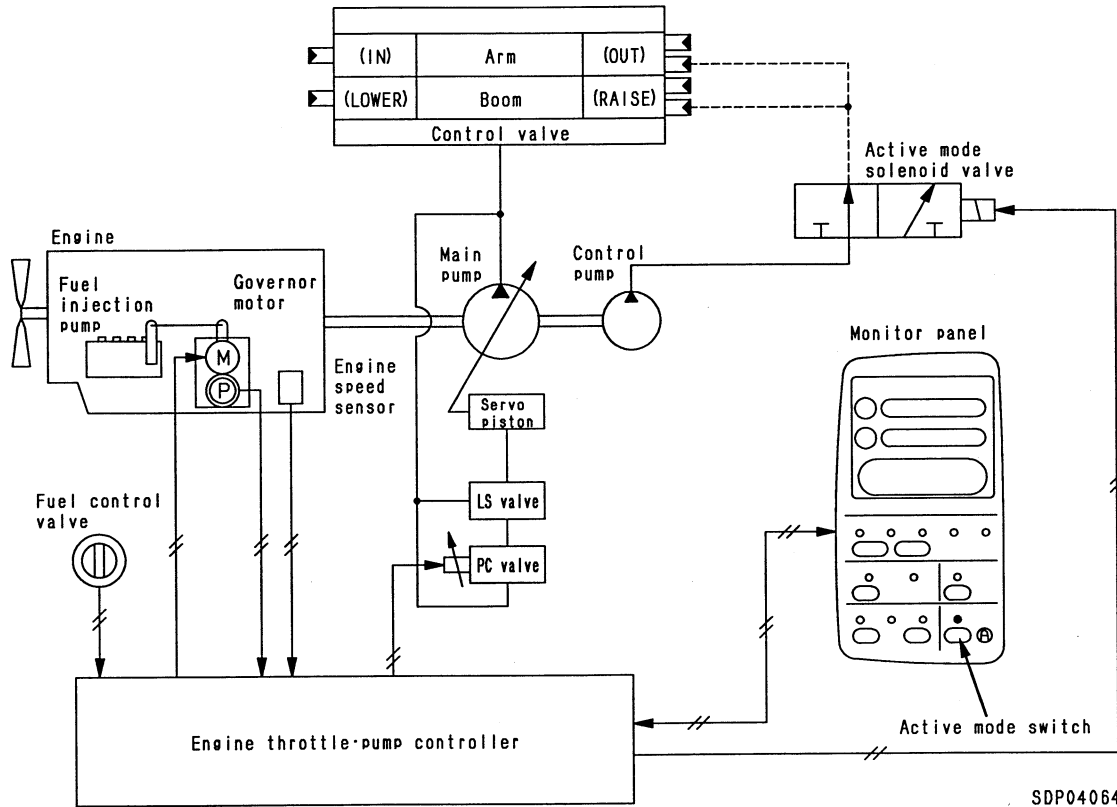 (IN) Arm (OUT)
(LOWER) Boom (RAISE)
Control valve
Active mode
solenoid valve
Engine
Fuel
injection
pump
Governor
motor
Main
pump
Control
pump
M
P
Engine
speed
sensor
Servo
piston
Monitor panel
Fuel control
valve
LS valve
PC valve
A
Engine throttle·pump controller
Active mode switch
SDP04064